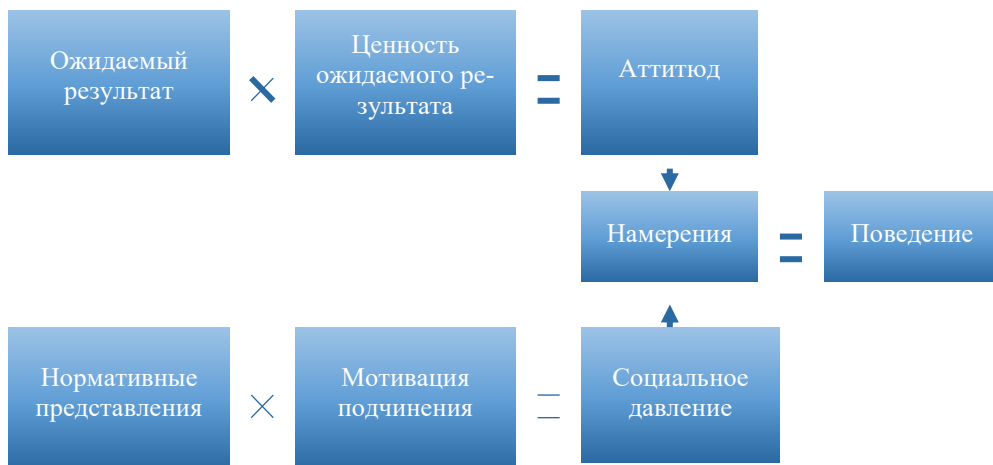 Ожидаемый
результат
×
Ценность
ожидаемого ре-
зультата
=
Аттитюд
Намерения
=
Поведение
Нормативные
представления
×
Мотивация
подчинения
=
Социальное
давление